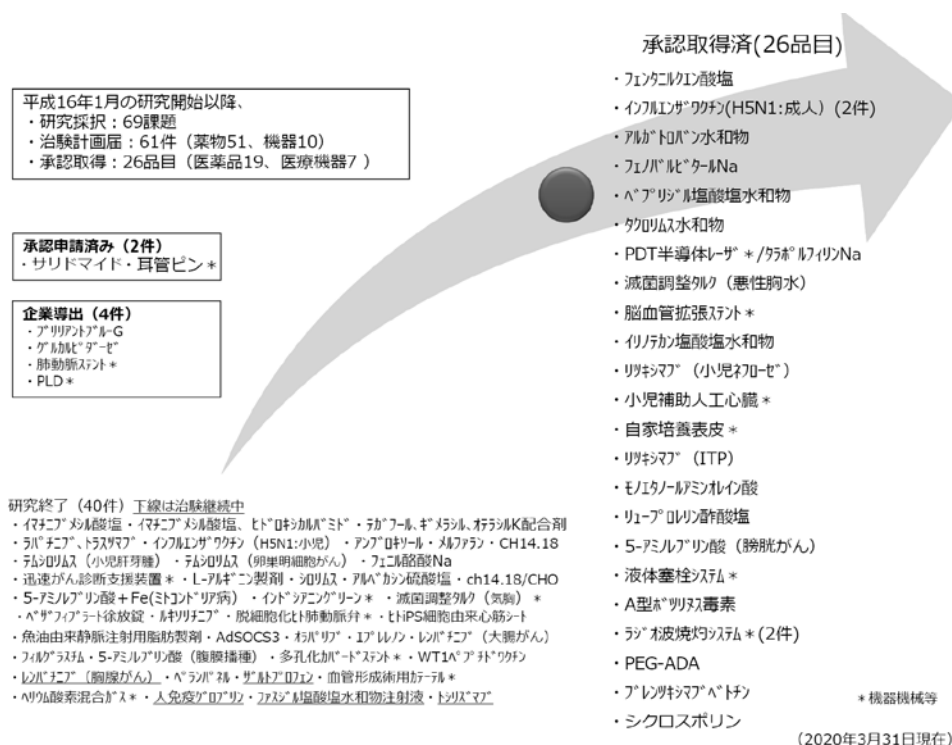 承認取得済(26品目)
・フェンタニルクエン酸塩
・インフルエンザワクチン(H5N1:成人) (2件)
・アルガトロバン水和物
・フェノバルビタールNa
・ベプリジル塩酸塩水和物
・タクロリムス水和物
・PDT半導体レーザ*/タラポルフィリンNa
・滅菌調整タルク（悪性胸水）
・脳血管拡張ステント*
・イリノテカン塩酸塩水和物
・リツキシマブ（小児ネフローゼ）
・小児補助人工心臓*
・自家培養表皮*
・リツキシマブ（ITP）
・モノエタノールアミンオレイン酸
・リュープロレリン酢酸塩
・5-アミノレブリン酸（膀胱がん）
・液体塞栓システム*
・A型ボツリヌス毒素
・ラジオ波焼灼システム*(2件)
・PEG-ADA
・ブレンツキシマブベドチン
・シクロスポリン
平成16年1月の研究開始以降、
・研究採択：69課題
・治験計画届：61件（薬物51、機器10）
・承認取得：26品目（医薬品19、医療機器7 ）
承認申請済み（2件）
・サリドマイド・耳管ピン*
企業導出（4件）
・ブリリアントブルーG
・グルカルピダーゼ
・肺動脈ステント*
・PLD*
研究終了（40件）下線は治験継続中
・イマチニブメシル酸塩・イマチニブメシル酸塩、ヒドロキシカルバミド・テガフール、ギメラシル、オテラシルK配合剤
・ラパチニブ、トラスツマブ・インフルエンザワクチン（H5N1:小児）・アンブロキソール・メルファラン・CH14.18
・テムシロリムス（小児肝芽腫）・テムシロリムス（卵巣明細胞がん）・フェニル酪酸Na
・迅速がん診断支援装置*・L-アルギニン製剤・シロリムス・アルベカシン硫酸塩・ch14.18/CHO
・5-アミノレブリン酸＋Fe(ミトコンドリア病）・インドシアニングリーン*・滅菌調整タルク（気胸）*
・ベザフィブラート徐放錠・ルキソリチニブ・脱細胞化ヒト肺動脈弁*・ヒトiPS細胞由来心筋シート
・魚油由来静脈注射用脂肪製剤・AdSOCS3・オラパリブ・エプレレノン・レンバチニブ（大腸がん）
・フィルグラスチム・5-アミノレブリン酸（腹膜播種）・多孔化カバードステント*・WT1ペプチドワクチン
・レンバチニブ（胸腺がん）・ペランパネル・ザルトプロフェン・血管形成術用カテーテル*
・ヘリウム酸素混合ガス*・人免疫グロブリン・ファスジル塩酸塩水和物注射液・トシリズマブ
*機器機械等
（2020年3月31日現在）